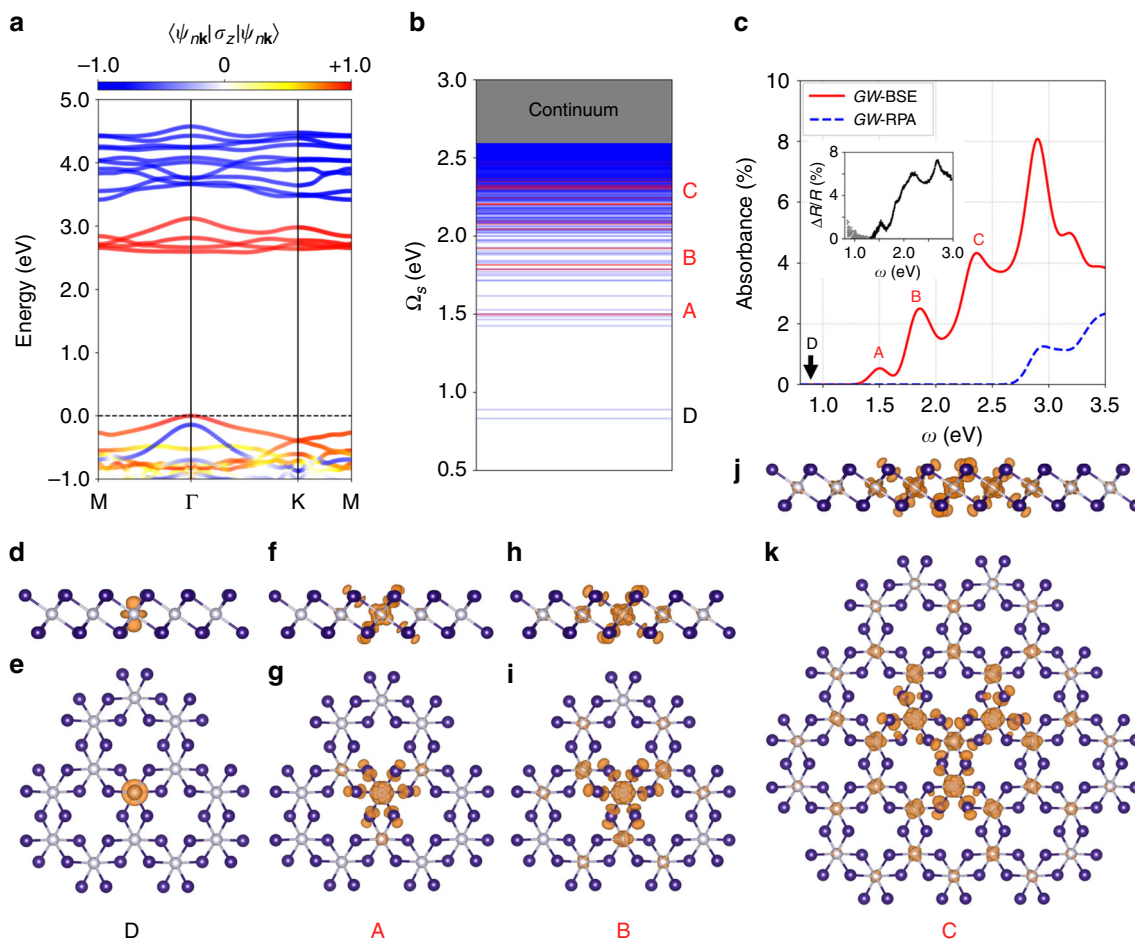 a
⟨ψnk|σz|ψnk⟩
−1.0 0 +1.0
5.0
4.0
3.0
2.0
1.0
0.0
−1.0
Energy (eV)
M Γ K M
b
3.0
2.5
2.0
1.5
1.0
0.5
Ωs (eV)
Continuum
C
B
A
D
c
10
8
6
4
2
0
Absorbance (%)
GW-BSE
GW-RPA
ΔR/R (%)
8
4
0
1.0 2.0 3.0
ω (eV)
D
A
B
C
1.0 1.5 2.0 2.5 3.0 3.5
ω (eV)
j
d f h k
e g i
D A B C